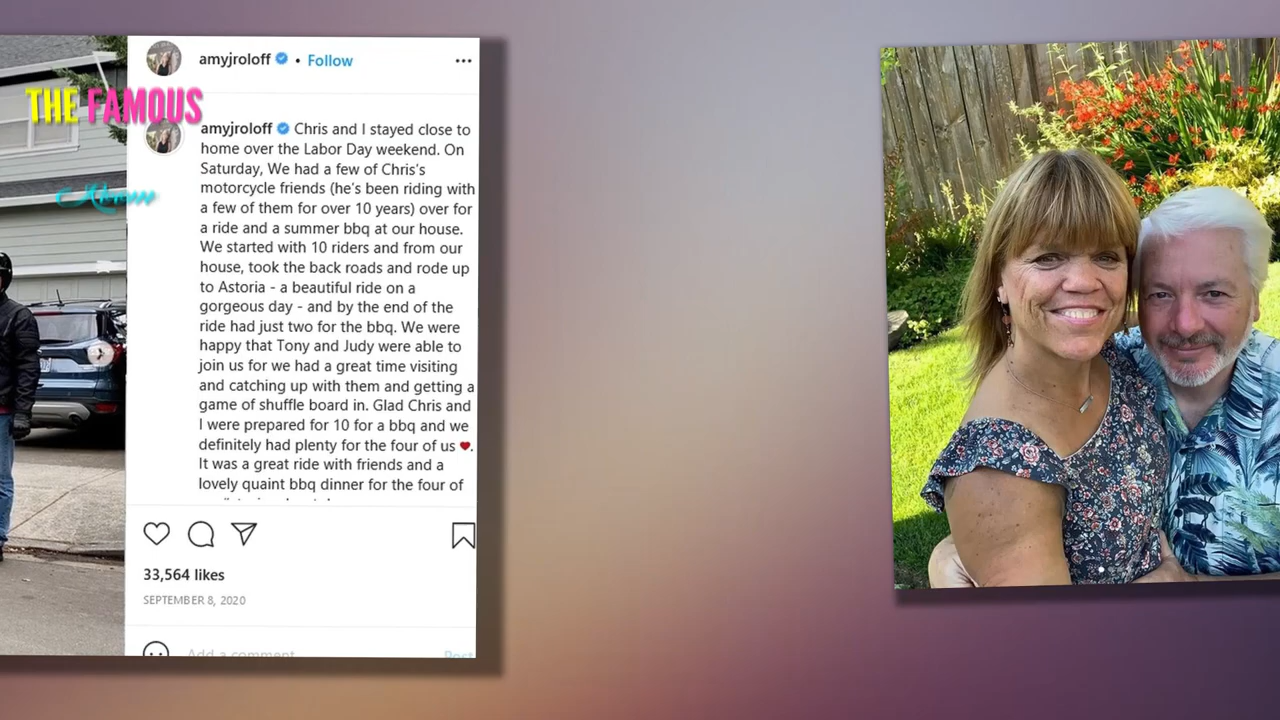 THE FAMOUS
amyjroloff • Follow
amyjroloff Chris and I stayed close to
home over the Labor Day weekend. On
Saturday, We had a few of Chris's
motorcycle friends (he's been riding with
a few of them for over 10 years) over for
a ride and a summer bbq at our house.
We started with 10 riders and from our
house, took the back roads and rode up
to Astoria - a beautiful ride on a
gorgeous day - and by the end of the
ride had just two for the bbq. We were
happy that Tony and Judy were able to
join us for we had a great time visiting
and catching up with them and getting a
game of shuffle board in. Glad Chris and
I were prepared for 10 for a bbq and we
definitely had plenty for the four of us ❤.
It was a great ride with friends and a
lovely quaint bbq dinner for the four of
33,564 likes
SEPTEMBER 8, 2020
Add a comment
Post